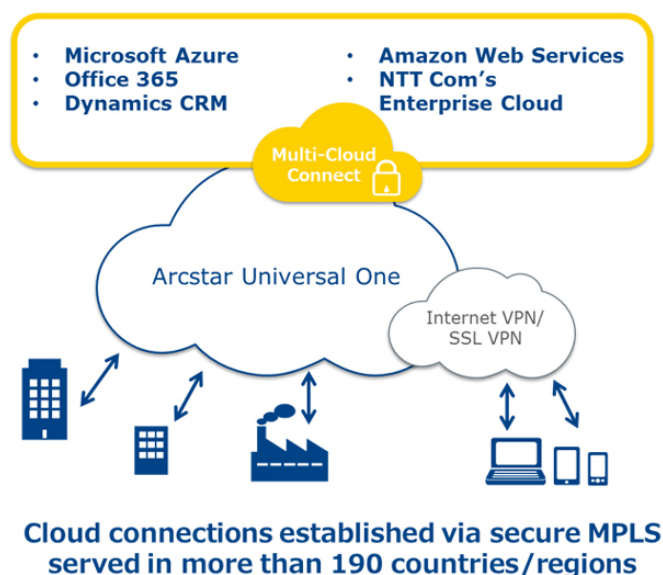 • Microsoft Azure
• Office 365
• Dynamics CRM
• Amazon Web Services
• NTT Com's
Enterprise Cloud
Multi-Cloud
Connect
Arcstar Universal One
Internet VPN/
SSL VPN
Cloud connections established via secure MPLS
served in more than 190 countries/regions